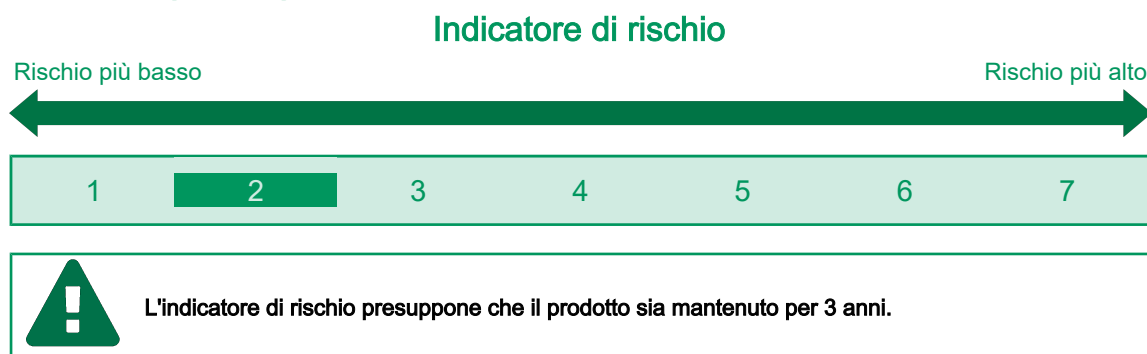 Indicatore di rischio
Rischio più basso Rischio più alto
1 2 3 4 5 6 7
L'indicatore di rischio presuppone che il prodotto sia mantenuto per 3 anni.